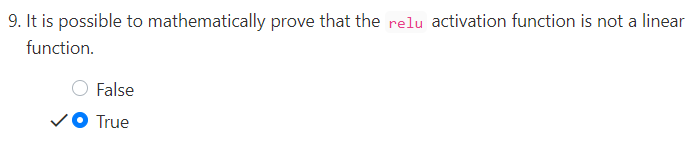 9. It is possible to mathematically prove that the relu activation function is not a linear
function.
False
True